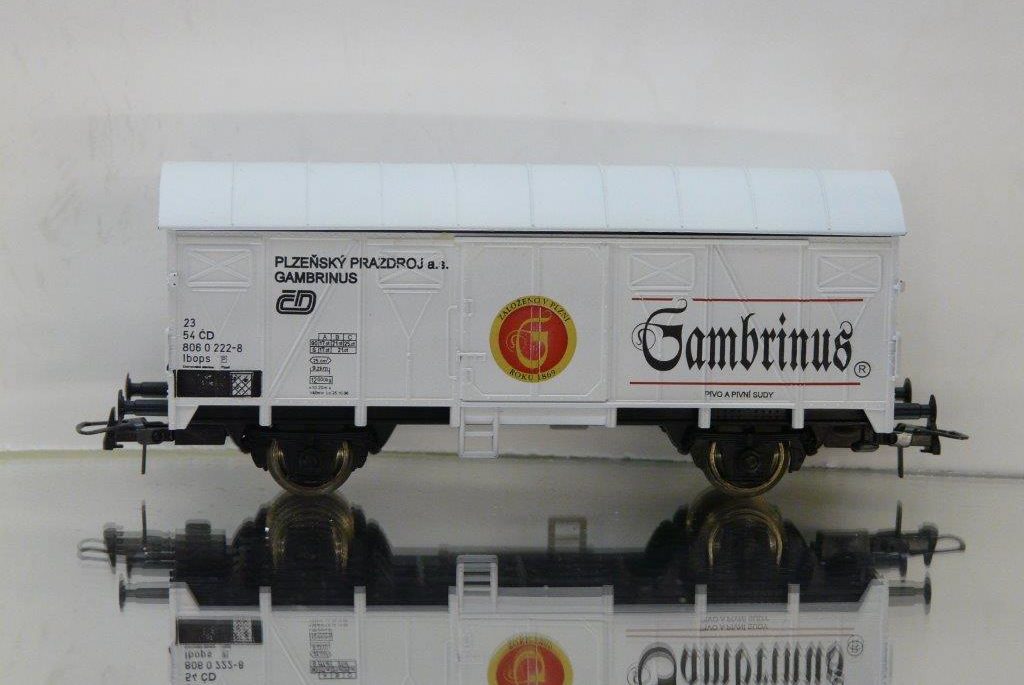 PLZEŇSKÝ PRAZDROJ a.s.
GAMBRINUS
ČD
23
54 ČD
806 0 222-8
Ibops
A B C
ZALOŽENO V PLZNI
G
ROKU 1869
Gambrinus ®
PIVO A PIVNÍ SUDY